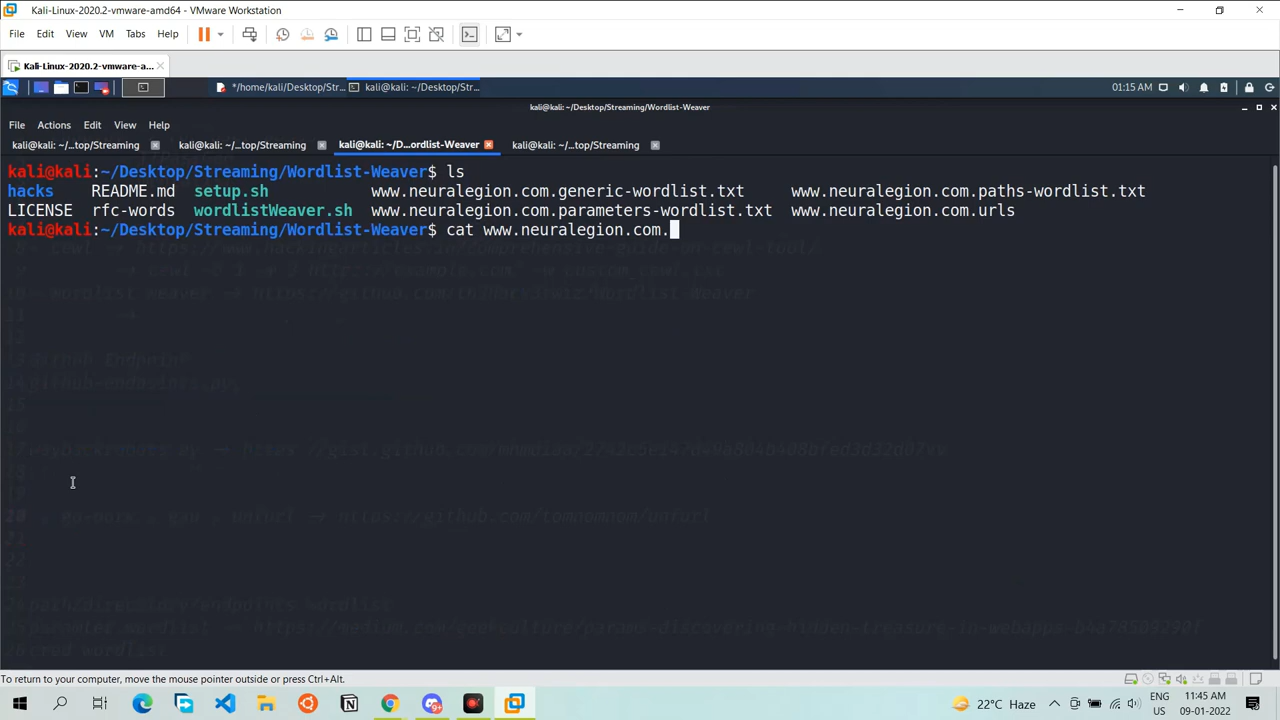 Kali-Linux-2020.2-vmware-amd64 - VMware Workstation
File Edit View VM Tabs Help
Kali-Linux-2020.2-vmware-a...
*/home/kali/Desktop/Str... kali@kali: ~/Desktop/Str... 01:15 AM
kali@kali: ~/Desktop/Streaming/Wordlist-Weaver
File Actions Edit View Help
kali@kali: ~/...top/Streaming kali@kali: ~/...top/Streaming kali@kali: ~/D...ordlist-Weaver kali@kali: ~/...top/Streaming
kali@kali:~/Desktop/Streaming/Wordlist-Weaver$ ls
hacks README.md setup.sh www.neuralegion.com.generic-wordlist.txt www.neuralegion.com.paths-wordlist.txt
LICENSE rfc-words wordlistWeaver.sh www.neuralegion.com.parameters-wordlist.txt www.neuralegion.com.urls
kali@kali:~/Desktop/Streaming/Wordlist-Weaver$ cat www.neuralegion.com.
To return to your computer, move the mouse pointer outside or press Ctrl+Alt.
22°C Haze ENG 11:45 AM
US 09-01-2022